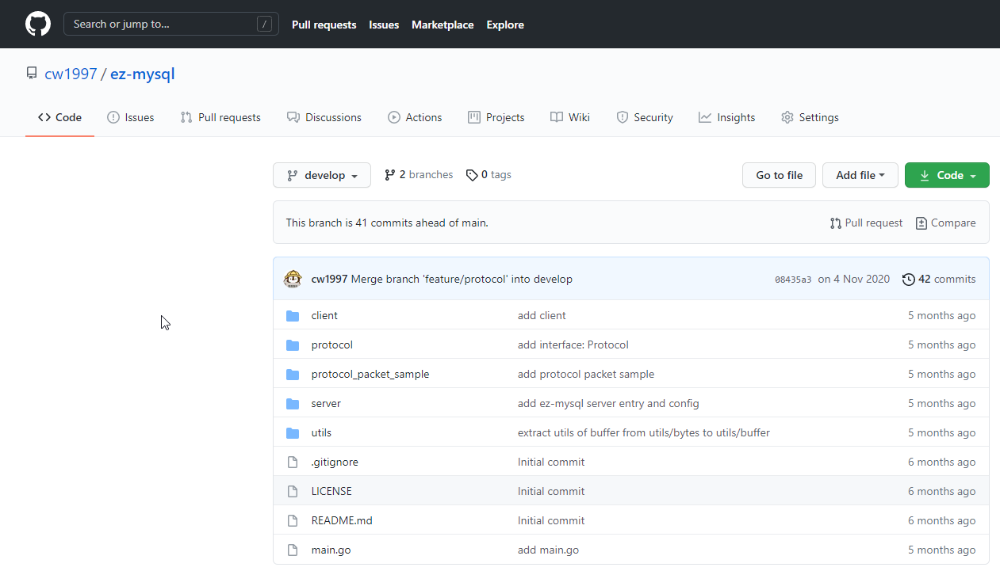 Search or jump to... /
Pull requests Issues Marketplace Explore
cw1997 / ez-mysql
Code Issues Pull requests Discussions Actions Projects Wiki Security Insights Settings
develop 2 branches 0 tags Go to file Add file Code
This branch is 41 commits ahead of main. Pull request Compare
cw1997 Merge branch 'feature/protocol' into develop 08435a3 on 4 Nov 2020 42 commits
client add client 5 months ago
protocol add interface: Protocol 5 months ago
protocol_packet_sample add protocol packet sample 5 months ago
server add ez-mysql server entry and config 5 months ago
utils extract utils of buffer from utils/bytes to utils/buffer 5 months ago
.gitignore Initial commit 6 months ago
LICENSE Initial commit 6 months ago
README.md Initial commit 6 months ago
main.go add main.go 5 months ago